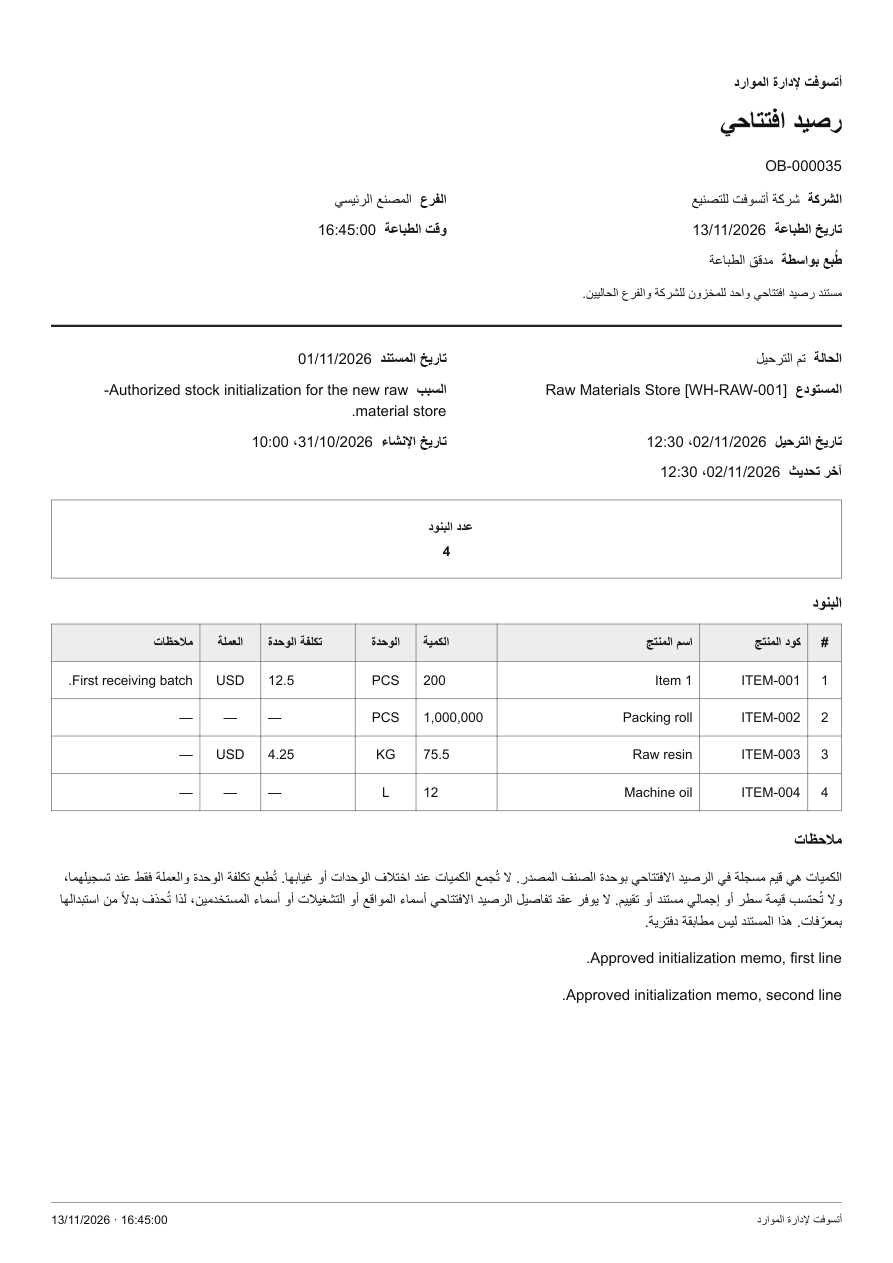 أتسوفت لإدارة الموارد
رصيد افتتاحي
OB-000035
الشركة شركة أتسوفت للتصنيع
الفرع المصنع الرئيسي
تاريخ الطباعة 13/11/2026
وقت الطباعة 16:45:00
طُبع بواسطة مدقق الطباعة
مستند رصيد افتتاحي واحد للمخزون للشركة والفرع الحاليين.
الحالة تم الترحيل
تاريخ المستند 01/11/2026
المستودع Raw Materials Store [WH-RAW-001]
السبب Authorized stock initialization for the new raw-
material store.
تاريخ الترحيل 02/11/2026، 12:30
تاريخ الإنشاء 31/10/2026، 10:00
آخر تحديث 02/11/2026، 12:30
عدد البنود
4
البنود
# كود المنتج اسم المنتج الكمية الوحدة تكلفة الوحدة العملة ملاحظات
1 ITEM-001 Item 1 200 PCS 12.5 USD First receiving batch.
2 ITEM-002 Packing roll 1,000,000 PCS — — —
3 ITEM-003 Raw resin 75.5 KG 4.25 USD —
4 ITEM-004 Machine oil 12 L — — —
ملاحظات
الكميات هي قيم مسجلة في الرصيد الافتتاحي بوحدة الصنف المصدر. لا تُجمع الكميات عند اختلاف الوحدات أو غيابها. تُطبع تكلفة الوحدة والعملة فقط عند تسجيلهما،
ولا تُحتسب قيمة سطر أو إجمالي مستند أو تقييم. لا يوفر عقد تفاصيل الرصيد الافتتاحي أسماء المواقع أو التشغيلات أو أسماء المستخدمين، لذا تُحذف بدلاً من استبدالها
بمعرّفات. هذا المستند ليس مطابقة دفترية.
Approved initialization memo, first line.
Approved initialization memo, second line.
أتسوفت لإدارة الموارد
13/11/2026 · 16:45:00